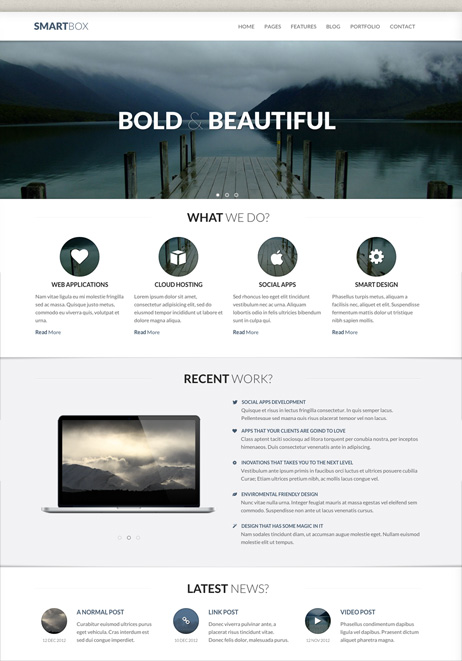 SMARTBOX
HOME PAGES FEATURES BLOG PORTFOLIO CONTACT
BOLD & BEAUTIFUL
WHAT WE DO?
WEB APPLICATIONS
Nam vitae ligula eu mi molestie fringilla
sed ac massa. Quisque justo metus,
commodo eu viverra quis, volutpat et
urna.
Read More
CLOUD HOSTING
Lorem ipsum dolor sit amet,
consectetur adipisicing elit, sed do
eiusmod tempor incididunt ut labore et
dolore magna aliqua.
Read More
SOCIAL APPS
Sed rhoncus leo eget elit tincidunt
vestibulum nec ac urna. Aliquam
lobortis odio in felis ultricies bibendum
sunt in culpa qui.
Read More
SMART DESIGN
Phasellus turpis metus, aliquam a
facilisis nec, aliquet et elit. Suspendisse
fermentum mattis dolor ut tristique
nibh sapien mollis.
Read More
RECENT WORK?
SOCIAL APPS DEVELOPMENT
Quisque et risus in lectus fringilla consectetur. In quis semper lacus.
Pellentesque sed magna quis risus placerat tempor vel non lacus.
APPS THAT YOUR CLIENTS ARE GOIND TO LOVE
Class aptent taciti sociosqu ad litora torquent per conubia nostra, per inceptos
himenaeos. Duis consectetur venenatis ante in adipiscing.
INOVATIONS THAT TAKES YOU TO THE NEXT LEVEL
Vestibulum ante ipsum primis in faucibus orci luctus et ultrices posuere cubilia
Curae; Etiam ultrices pretium nibh, ac mollis lacus congue vel.
ENVIROMENTAL FRIENDLY DESIGN
Nunc vitae nulla urna. Integer feugiat mauris at massa egestas vel eleifend sem
commodo. Suspendisse non ante ut lacus venenatis cursus.
DESIGN THAT HAS SOME MAGIC IN IT
Nam sodales tincidunt diam, ut accumsan augue molestie eget. Nullam euismod
molestie elit ut tempus.
LATEST NEWS?
A NORMAL POST
Curabitur euismod ultrices purus
eget vehicula. Cras interdum est
sed dui congue imperdiet.
LINK POST
Donec viverra pulvinar ante, a
placerat risus tincidunt vitae.
Donec felis dolor, malesuada purus.
VIDEO POST
Phasellus condimentum dapibus
ligula vel dapibus. Praesent dictum
aliquet pharetra magna.